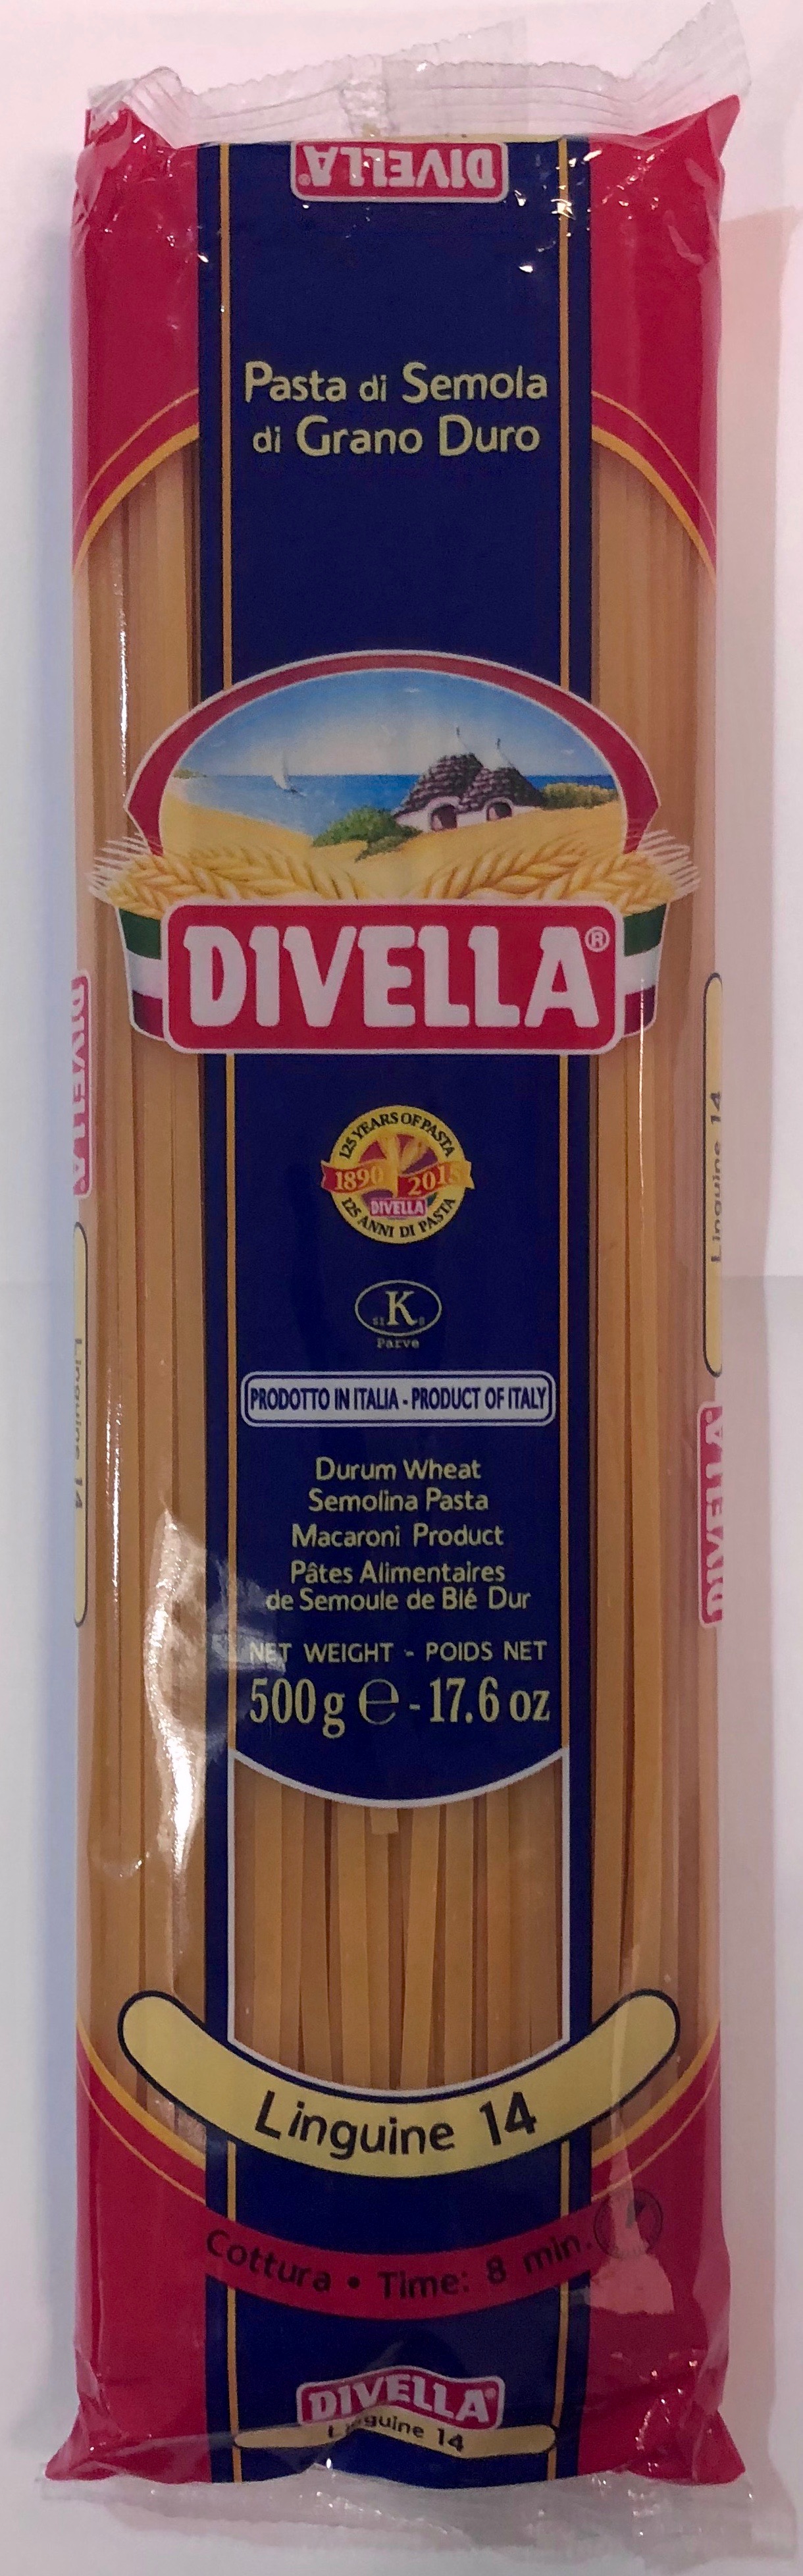 DIVELLA®
Pasta di Semola
di Grano Duro
DIVELLA®
125 YEARS OF PASTA
1890 2015
DIVELLA
125 ANNI DI PASTA
K
Parve
PRODOTTO IN ITALIA - PRODUCT OF ITALY
Durum Wheat
Semolina Pasta
Macaroni Product
Pâtes Alimentaires
de Semoule de Blé Dur
NET WEIGHT - POIDS NET
500 g ℮ - 17.6 oz
Linguine 14
Cottura • Time: 8 min.
DIVELLA®
Linguine 14
DIVELLA
Linguine 14
Linguine 14
DIVELLA